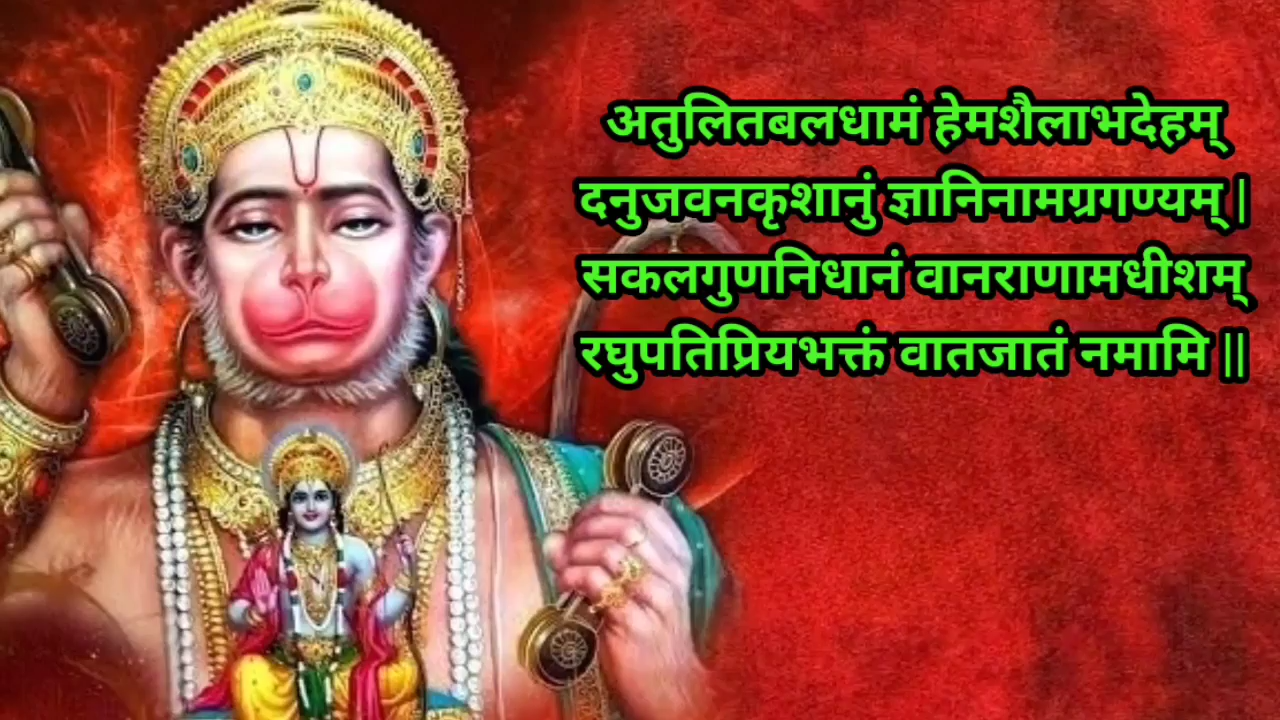 अतुलितबलधामं हेमशैलाभदेहम्
दनुजवनकृशानुं ज्ञानिनामग्रगण्यम् |
सकलगुणनिधानं वानराणामधीशम्
रघुपतिप्रियभक्तं वातजातं नमामि ||